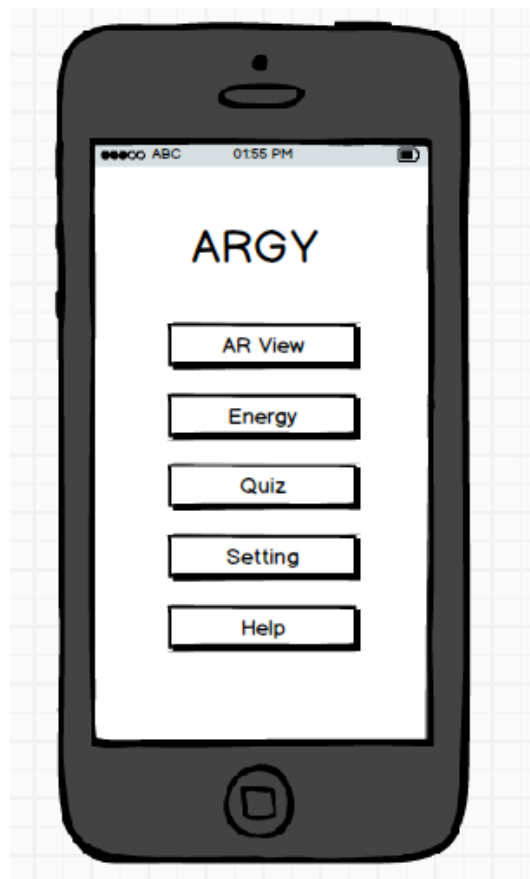 ABC 01:55 PM
ARGY
AR View
Energy
Quiz
Setting
Help